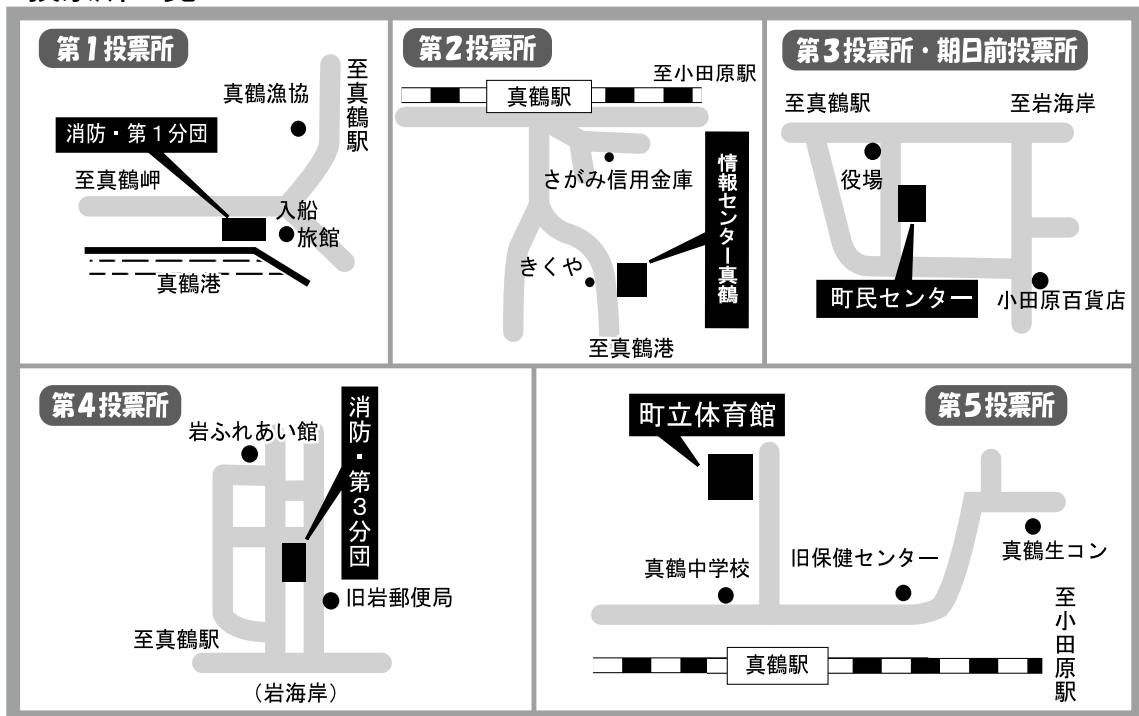 第1投票所
至真鶴駅
真鶴漁協
消防・第1分団
至真鶴岬
入船
旅館
真鶴港
第2投票所
至小田原駅
真鶴駅
さがみ信用金庫
情報センター真鶴
きくや
至真鶴港
第3投票所・期日前投票所
至真鶴駅
至岩海岸
役場
町民センター
小田原百貨店
第4投票所
岩ふれあい館
消防・第3分団
旧岩郵便局
至真鶴駅
（岩海岸）
第5投票所
町立体育館
真鶴中学校
旧保健センター
真鶴生コン
真鶴駅
至小田原駅